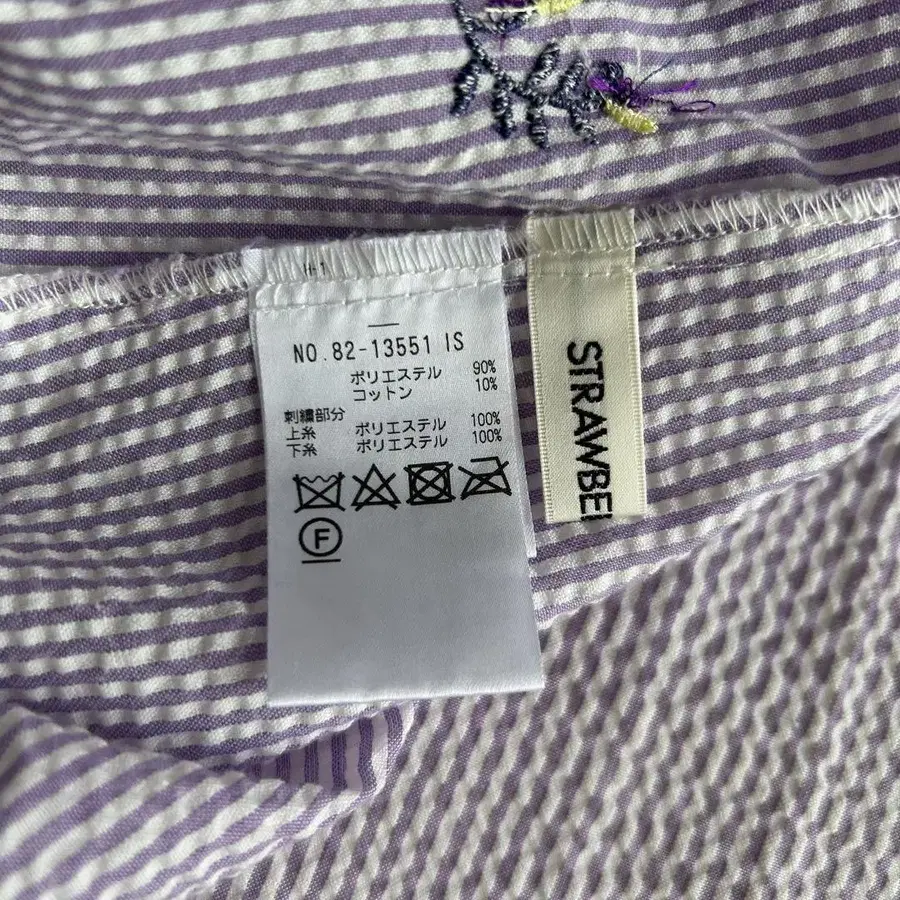 NO.82-13551 IS
ポリエステル 90%
コットン 10%
刺繍部分
上糸 ポリエステル 100%
下糸 ポリエステル 100%
F
STRAWBE